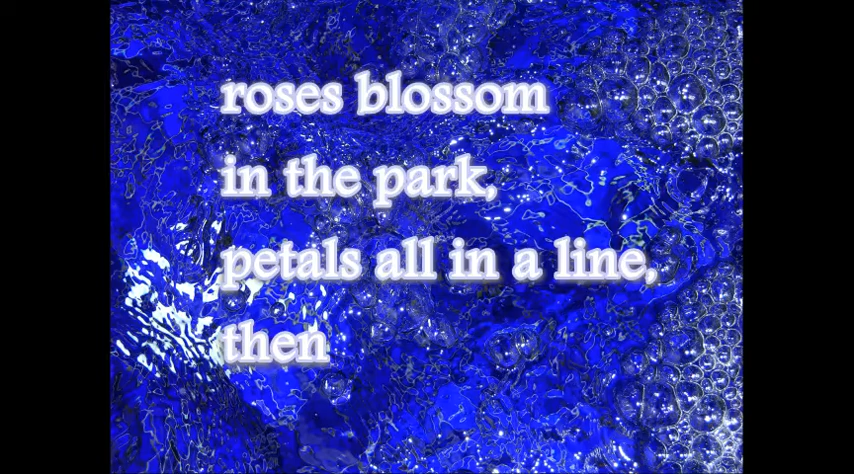 roses blossom
in the park,
petals all in a line,
then